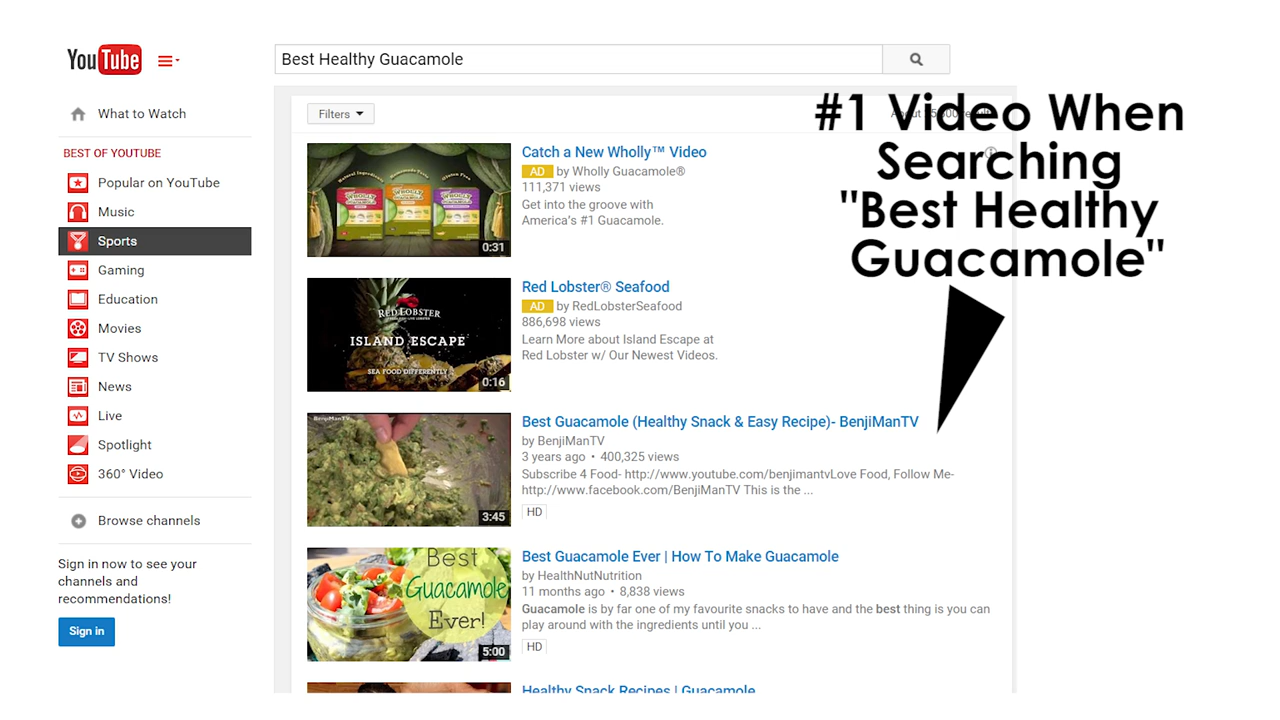 YouTube
Best Healthy Guacamole
What to Watch
BEST OF YOUTUBE
Popular on YouTube
Music
Sports
Gaming
Education
Movies
TV Shows
News
Live
Spotlight
360° Video
Browse channels
Sign in now to see your
channels and
recommendations!
Sign in
Filters
About
#1 Video When
Searching
"Best Healthy
Guacamole"
WHOLLY
WHOLLY
WHOLLY
0:31
Catch a New Wholly™ Video
AD by Wholly Guacamole®
111,371 views
Get into the groove with
America's #1 Guacamole.
RED LOBSTER
ISLAND ESCAPE
SEA FOOD DIFFERENTLY
0:16
Red Lobster® Seafood
AD by RedLobsterSeafood
886,698 views
Learn More about Island Escape at
Red Lobster w/ Our Newest Videos.
BenjiManTV
3:45
Best Guacamole (Healthy Snack & Easy Recipe)- BenjiManTV
by BenjiManTV
3 years ago • 400,325 views
Subscribe 4 Food- http://www.youtube.com/benjimantvLove Food, Follow Me-
http://www.facebook.com/BenjiManTV This is the ...
HD
Best
Guacamole
Ever!
5:00
Best Guacamole Ever | How To Make Guacamole
by HealthNutNutrition
11 months ago • 8,838 views
Guacamole is by far one of my favourite snacks to have and the best thing is you can
play around with the ingredients until you ...
HD
Healthy Snack Recipes | Guacamole